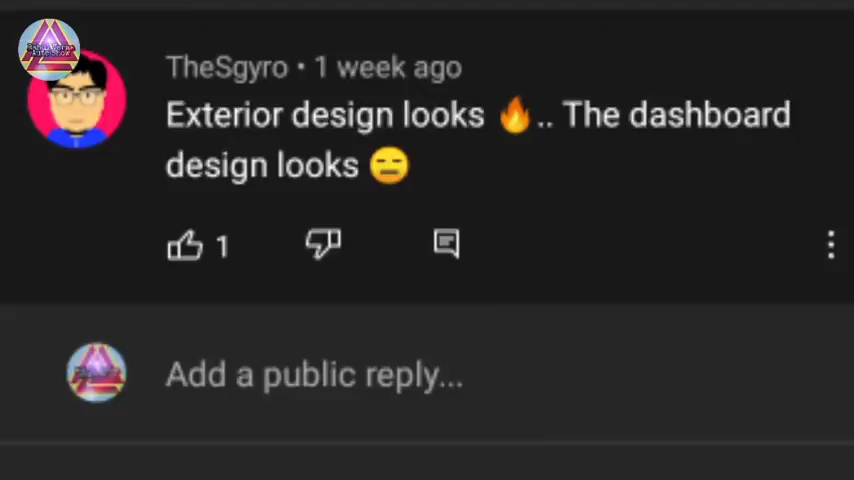 TheSgyro • 1 week ago
Exterior design looks 🔥.. The dashboard
design looks 😑
1
Add a public reply...